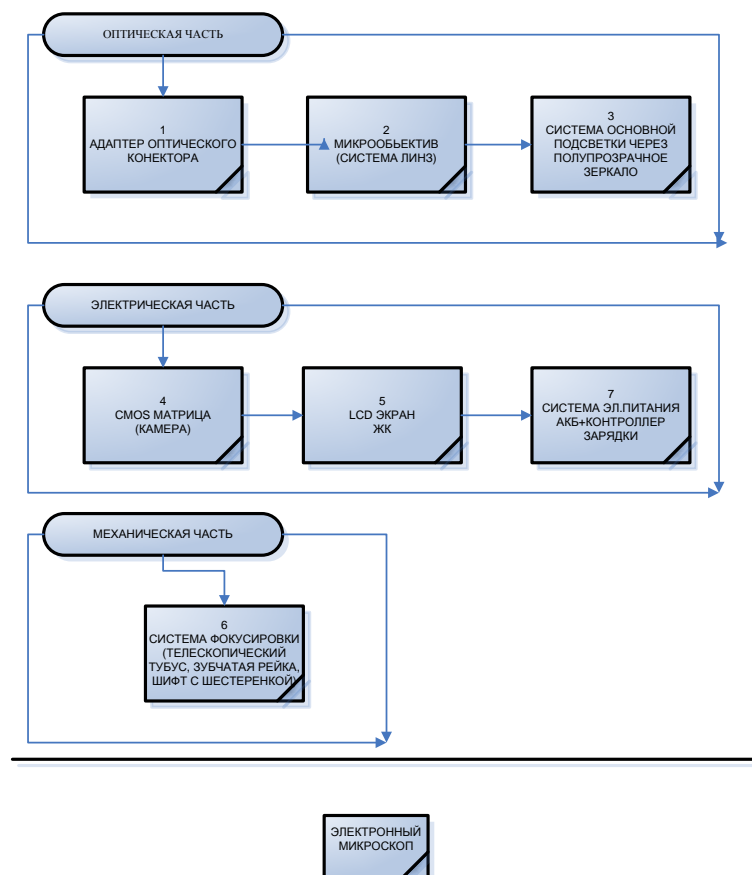 ОПТИЧЕСКАЯ ЧАСТЬ
1
АДАПТЕР ОПТИЧЕСКОГО
КОНЕКТОРА
2
МИКРООБЬЕКТИВ
(СИСТЕМА ЛИНЗ)
3
СИСТЕМА ОСНОВНОЙ
ПОДСВЕТКИ ЧЕРЕЗ
ПОЛУПРОЗРАЧНОЕ
ЗЕРКАЛО
ЭЛЕКТРИЧЕСКАЯ ЧАСТЬ
4
CMOS МАТРИЦА
(КАМЕРА)
5
LCD ЭКРАН
ЖК
7
СИСТЕМА ЭЛ.ПИТАНИЯ
АКБ+КОНТРОЛЛЕР
ЗАРЯДКИ
МЕХАНИЧЕСКАЯ ЧАСТЬ
6
СИСТЕМА ФОКУСИРОВКИ
(ТЕЛЕСКОПИЧЕСКИЙ
ТУБУС, ЗУБЧАТАЯ РЕЙКА,
ШИФТ С ШЕСТЕРЕНКОЙ)
ЭЛЕКТРОННЫЙ
МИКРОСКОП